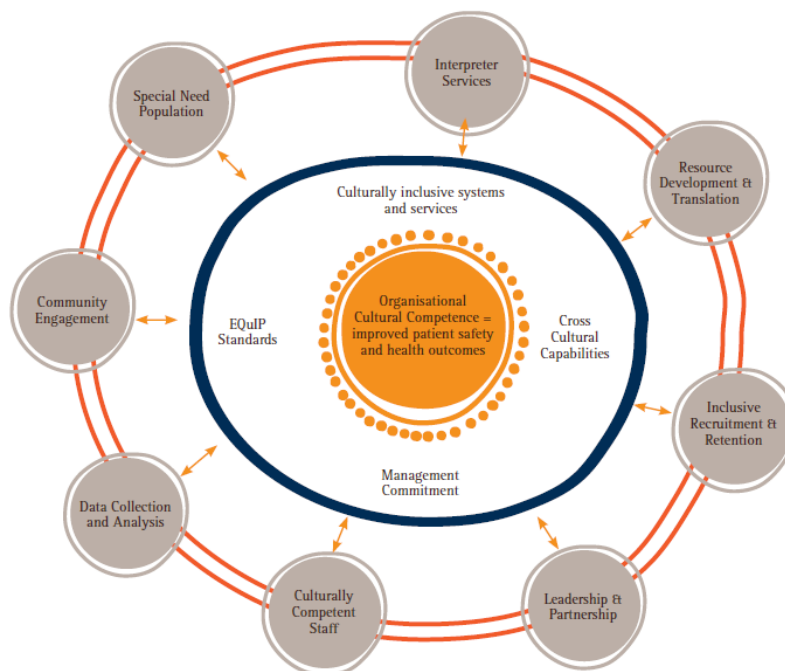 Interpreter
Services
Special Need
Population
Resource
Development &
Translation
Culturally inclusive systems
and services
Community
Engagement
EQuIP
Standards
Organisational
Cultural Competence =
improved patient safety
and health outcomes
Cross
Cultural
Capabilities
Inclusive
Recruitment &
Retention
Management
Commitment
Data Collection
and Analysis
Culturally
Competent
Staff
Leadership &
Partnership